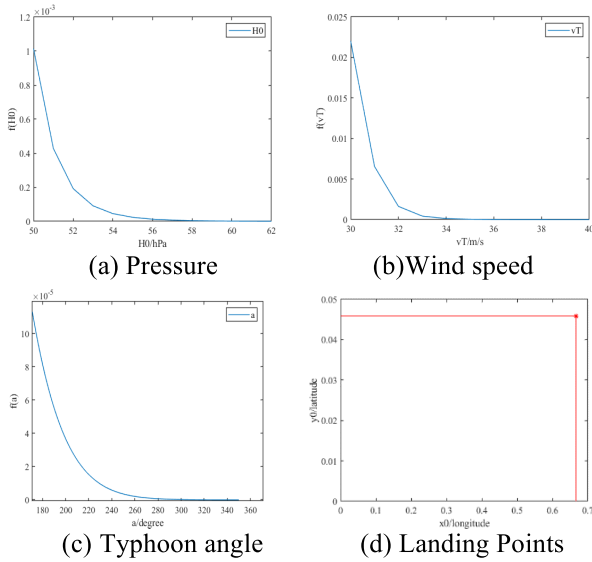 ×10⁻³
1.2
1
0.8
0.6
0.4
0.2
0
f(H0)
H0
50 52 54 56 58 60 62
H0/hPa
(a) Pressure
0.025
0.02
0.015
0.01
0.005
0
f(vT)
vT
30 32 34 36 38 40
vT/m/s
(b)Wind speed
×10⁻⁵
10
8
6
4
2
0
f(a)
a
180 200 220 240 260 280 300 320 340 360
a/degree
(c) Typhoon angle
0.05
0.04
0.03
0.02
0.01
0
y0/latitude
0 0.1 0.2 0.3 0.4 0.5 0.6 0.7
x0/longitude
(d) Landing Points